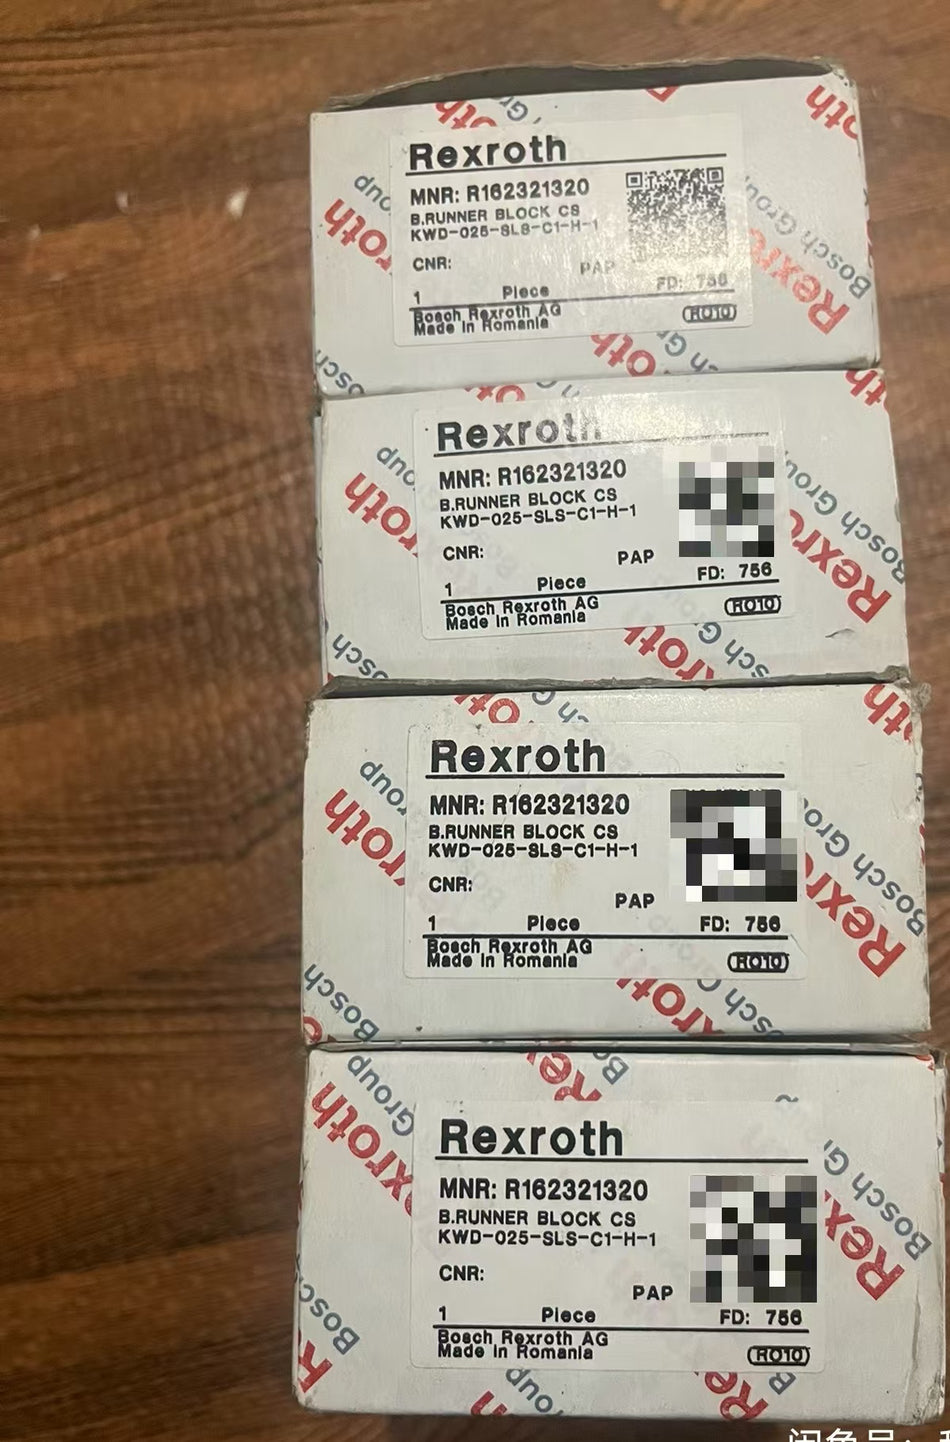 Rexroth
MNR: R162321320
B.RUNNER BLOCK CS
KWD-025-SLS-C1-H-1
CNR:
PAP
1 Piece FD: 756
Bosch Rexroth AG
Made in Romania
RO10
Rexroth
MNR: R162321320
B.RUNNER BLOCK CS
KWD-025-SLS-C1-H-1
CNR:
PAP
1 Piece FD: 756
Bosch Rexroth AG
Made in Romania
RO10
Rexroth
MNR: R162321320
B.RUNNER BLOCK CS
KWD-025-SLS-C1-H-1
CNR:
PAP
1 Piece FD: 756
Bosch Rexroth AG
Made in Romania
RO10
Rexroth
MNR: R162321320
B.RUNNER BLOCK CS
KWD-025-SLS-C1-H-1
CNR:
PAP
1 Piece FD: 756
Bosch Rexroth AG
Made in Romania
RO10